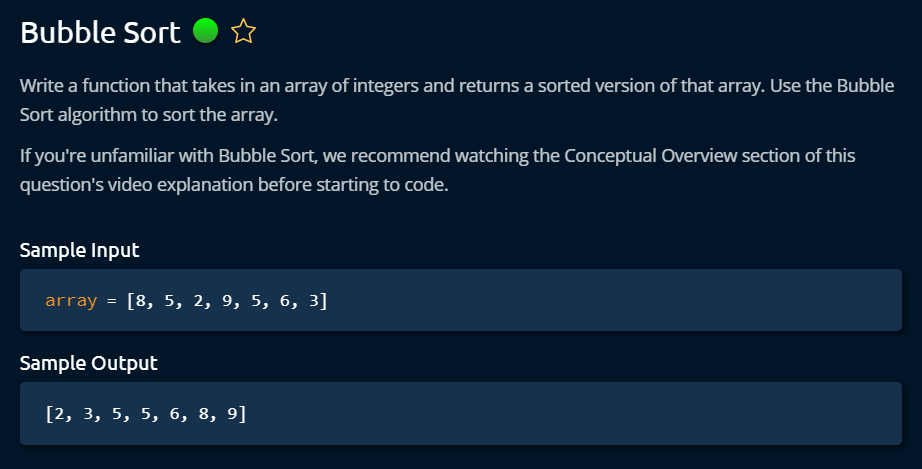 Bubble Sort
Write a function that takes in an array of integers and returns a sorted version of that array. Use the Bubble
Sort algorithm to sort the array.
If you're unfamiliar with Bubble Sort, we recommend watching the Conceptual Overview section of this
question's video explanation before starting to code.
Sample Input
array = [8, 5, 2, 9, 5, 6, 3]
Sample Output
[2, 3, 5, 5, 6, 8, 9]